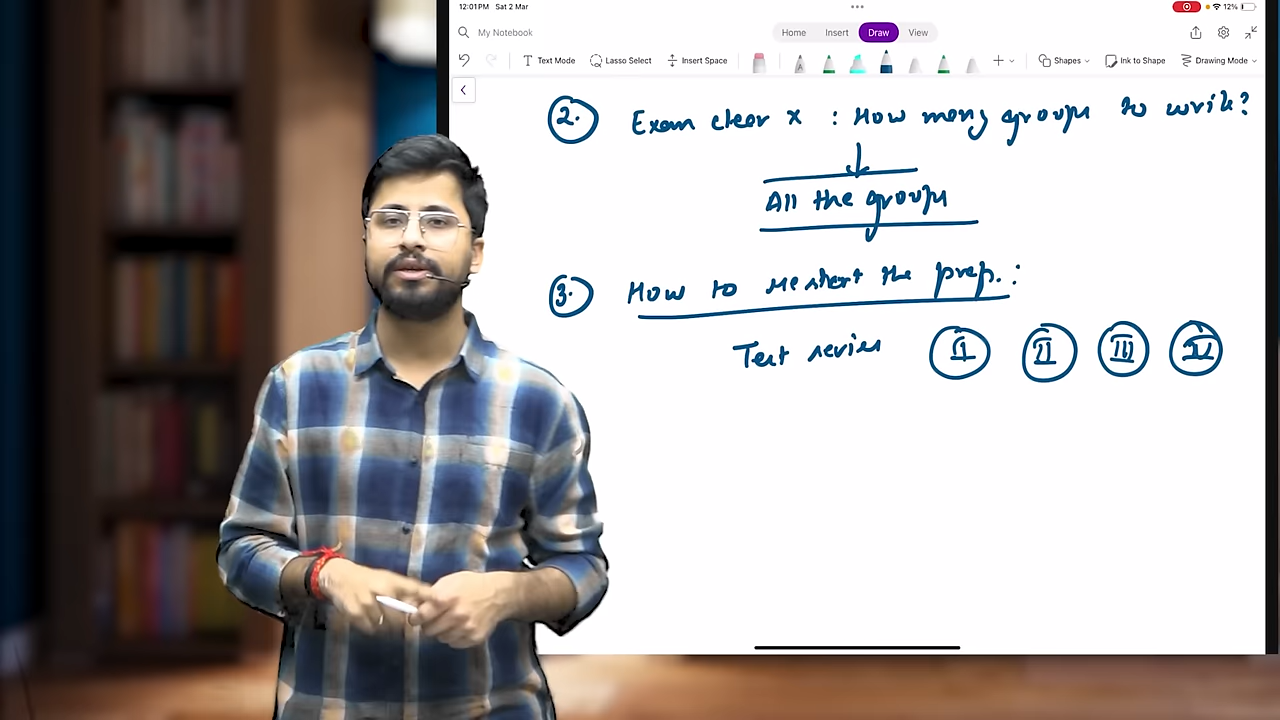 12:01PM Sat 2 Mar
12%
My Notebook
Home Insert Draw View
Text Mode Lasso Select Insert Space Shapes Ink to Shape Drawing Mode
2. Exam clear x : How many groups to write?
All the groups
3. How to restart the prep. :
Test series I II III IV